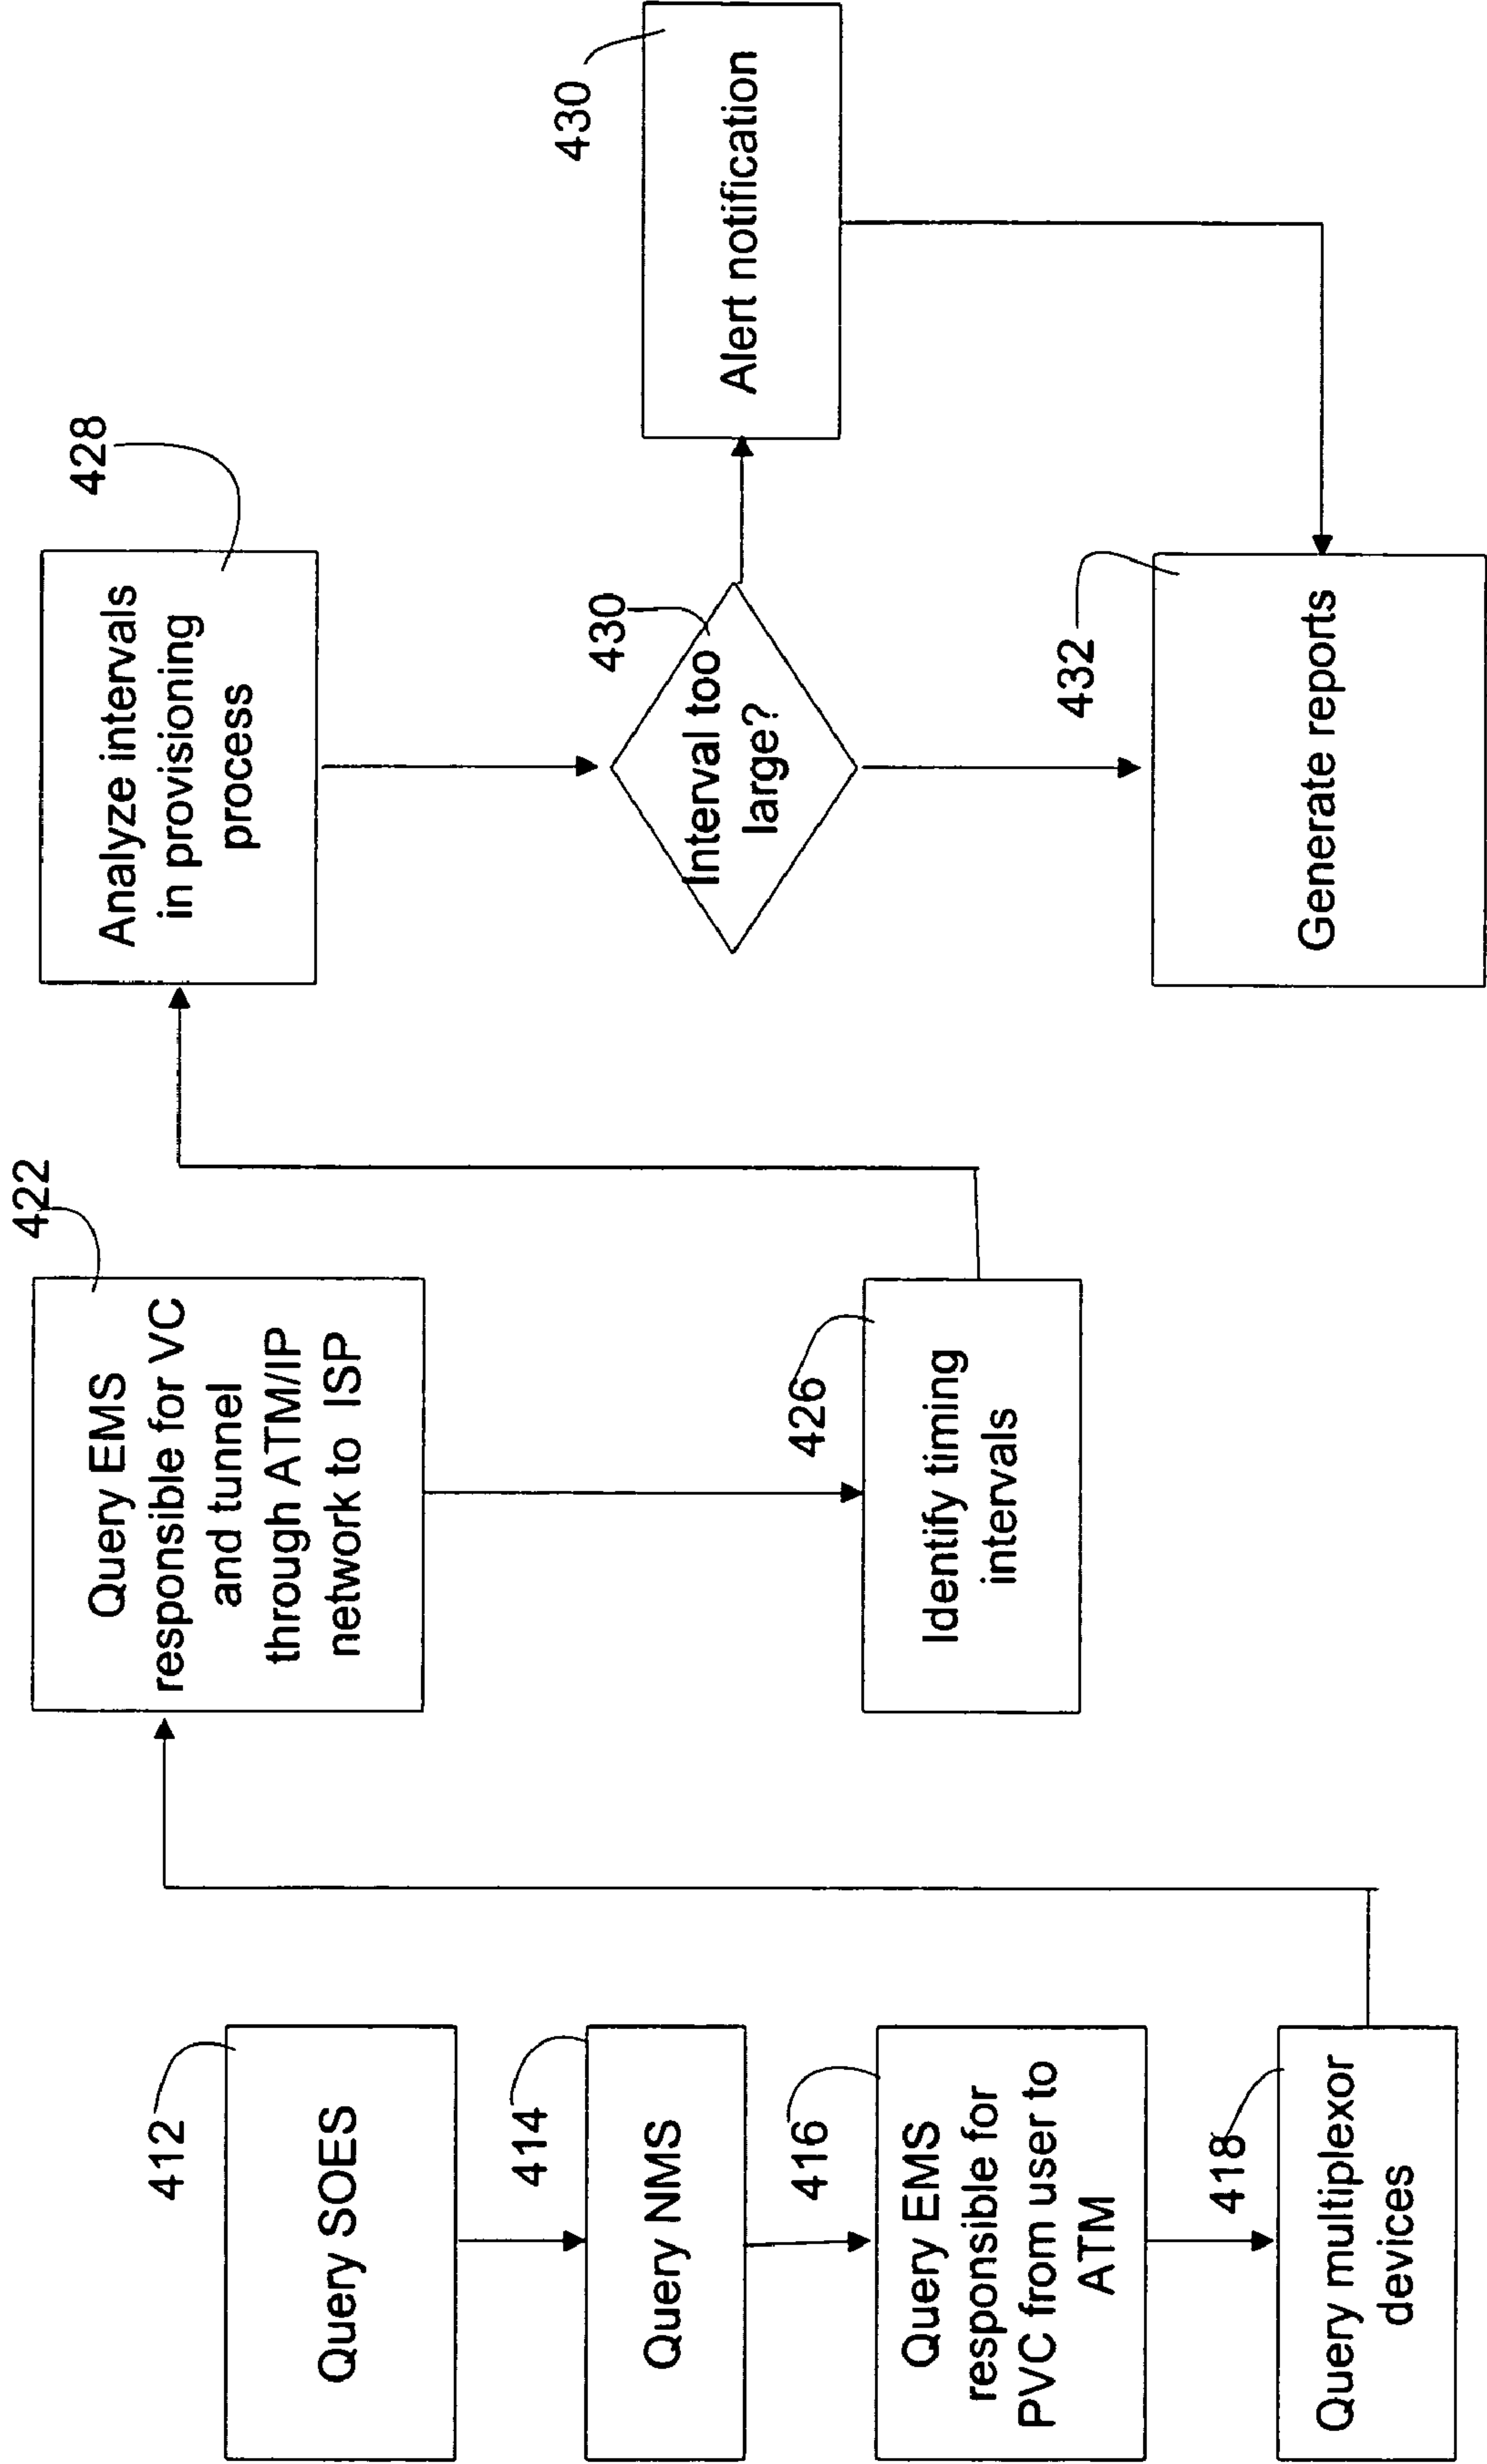 412
Query SOES
414
Query NMS
416
Query EMS
responsible for
PVC from user to
ATM
418
Query multiplexor
devices
422
Query EMS
responsible for VC
and tunnel
through ATM/IP
network to ISP
426
Identify timing
intervals
428
Analyze intervals
in provisioning
process
430
Interval too
large?
430
Alert notification
432
Generate reports